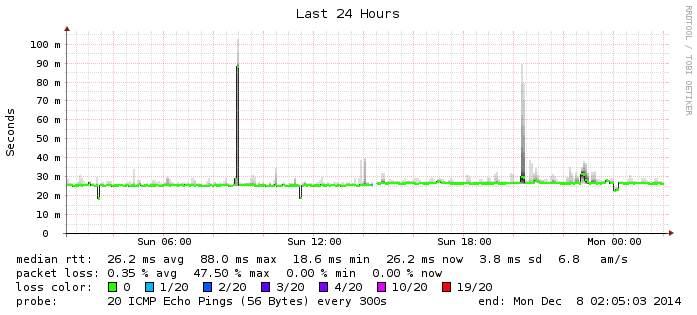 Last 24 Hours
RRDTOOL / TOBI OETIKER
Seconds
100 m
90 m
80 m
70 m
60 m
50 m
40 m
30 m
20 m
10 m
0
Sun 06:00 Sun 12:00 Sun 18:00 Mon 00:00
median rtt: 26.2 ms avg 88.0 ms max 18.6 ms min 26.2 ms now 3.8 ms sd 6.8 am/s
packet loss: 0.35 % avg 47.50 % max 0.00 % min 0.00 % now
loss color: 0 1/20 2/20 3/20 4/20 10/20 19/20
probe: 20 ICMP Echo Pings (56 Bytes) every 300s end: Mon Dec 8 02:05:03 2014